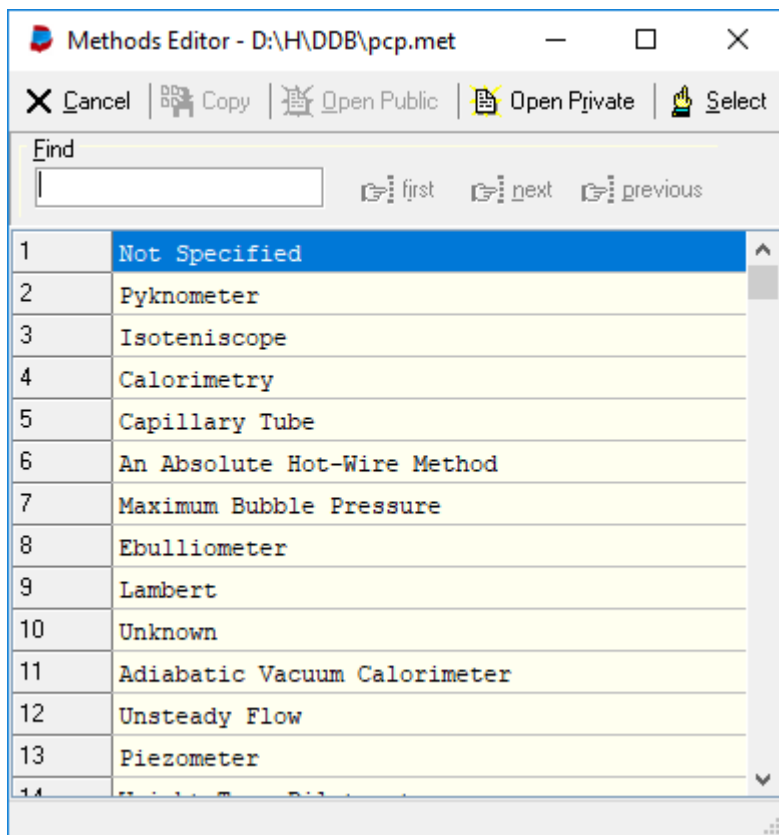 Methods Editor - D:\H\DDB\pcp.met
Cancel Copy Open Public Open Private Select
Find
first next previous
1 Not Specified
2 Pyknometer
3 Isoteniscope
4 Calorimetry
5 Capillary Tube
6 An Absolute Hot-Wire Method
7 Maximum Bubble Pressure
8 Ebulliometer
9 Lambert
10 Unknown
11 Adiabatic Vacuum Calorimeter
12 Unsteady Flow
13 Piezometer
14